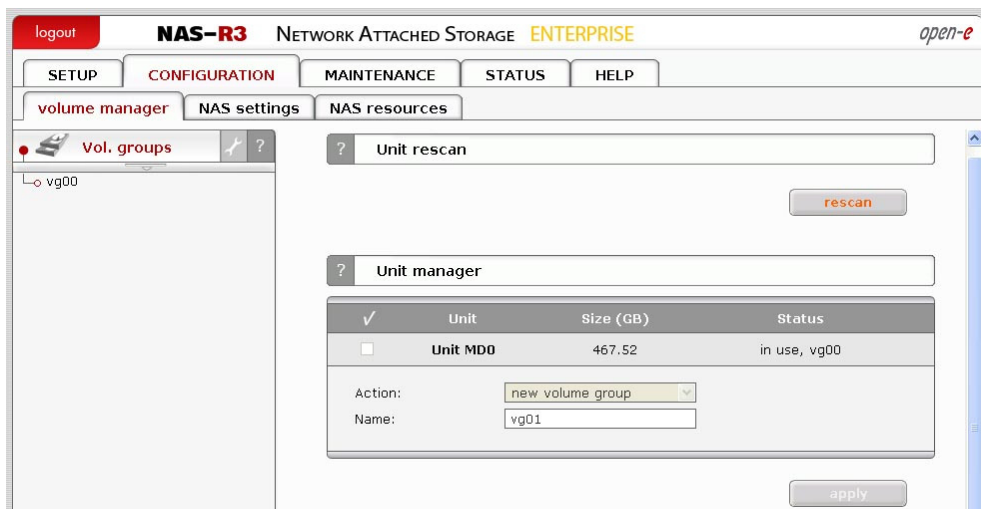 logout NAS-R3 NETWORK ATTACHED STORAGE ENTERPRISE open-e
SETUP CONFIGURATION MAINTENANCE STATUS HELP
volume manager NAS settings NAS resources
Vol. groups ?
vg00
? Unit rescan
rescan
? Unit manager
Unit Size (GB) Status
Unit MD0 467.52 in use, vg00
Action: new volume group
Name: vg01
apply